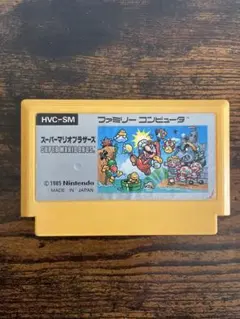 HVC-SM
ファミリー コンピュータ
スーパーマリオブラザーズ
SUPER MARIO BROS.
© 1985 Nintendo
MADE IN JAPAN